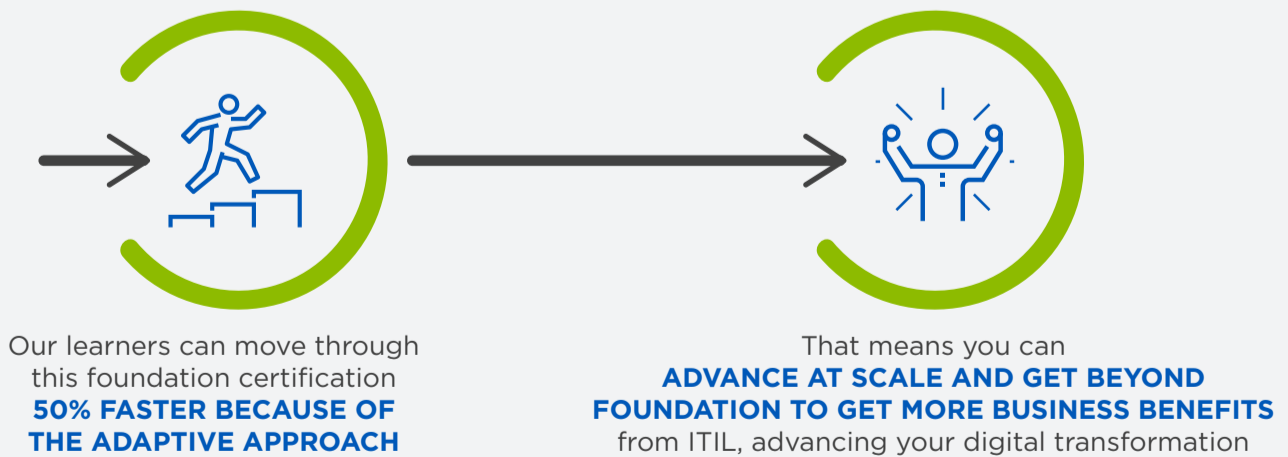 Our learners can move through
this foundation certification
50% FASTER BECAUSE OF
THE ADAPTIVE APPROACH
That means you can
ADVANCE AT SCALE AND GET BEYOND
FOUNDATION TO GET MORE BUSINESS BENEFITS
from ITIL, advancing your digital transformation